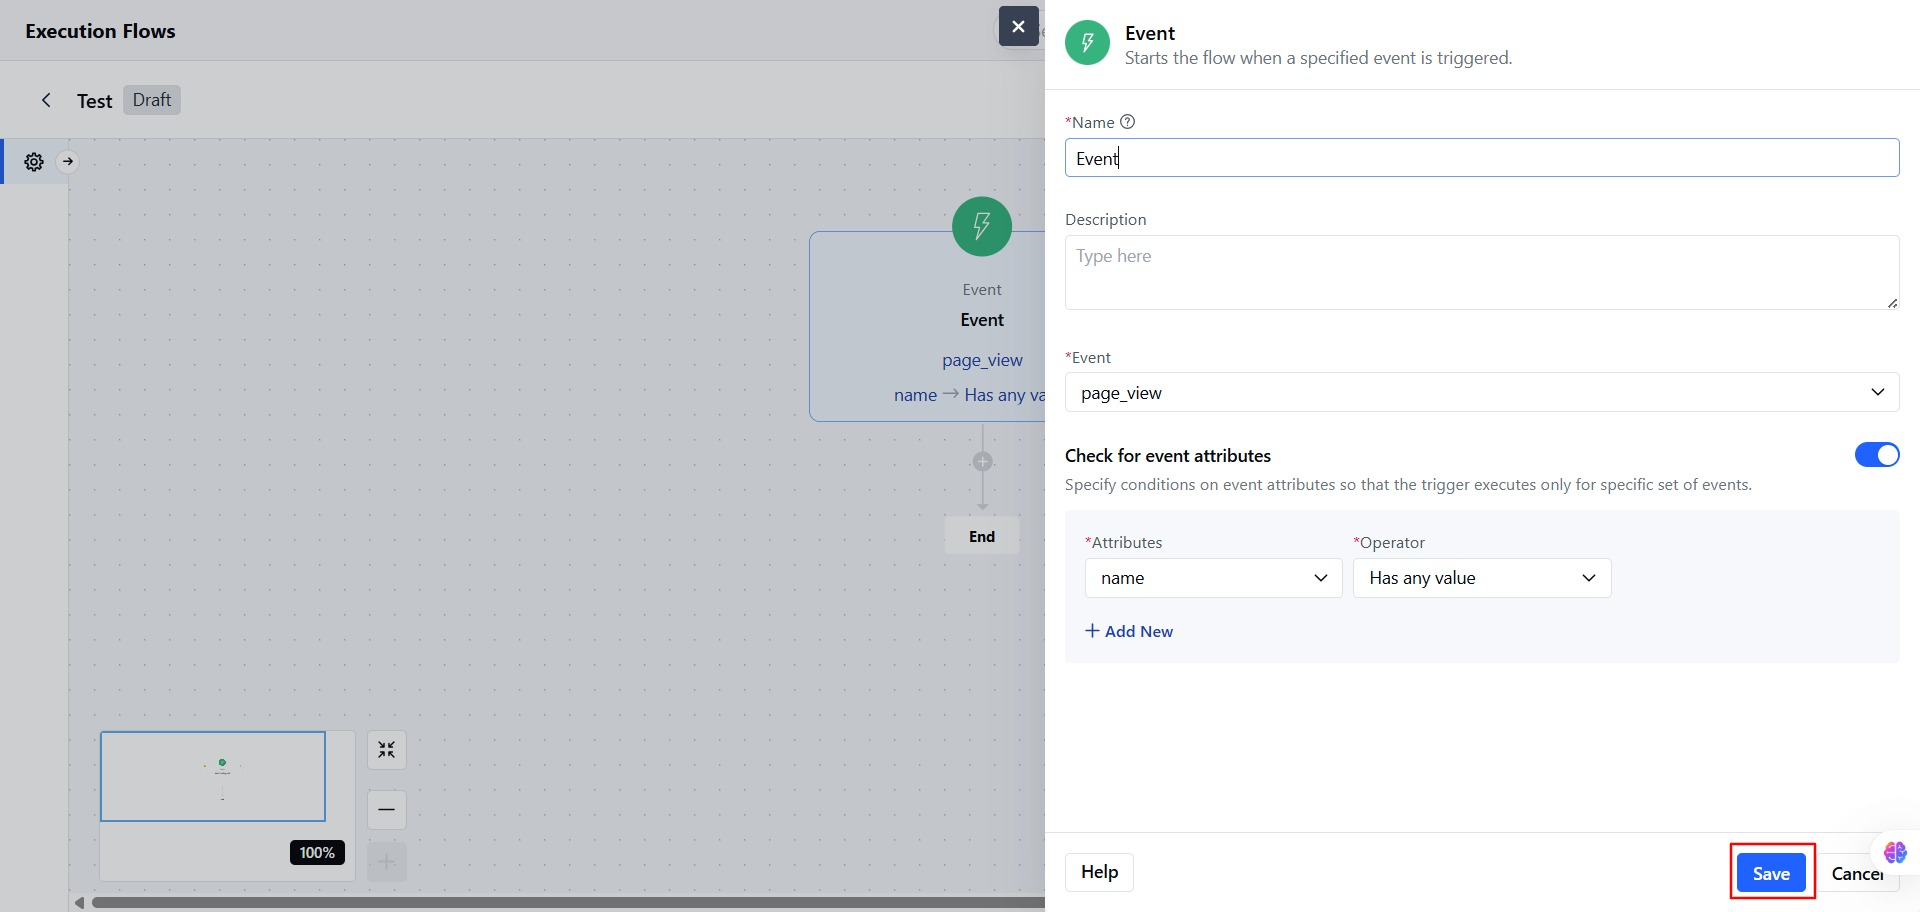 Execution Flows
Test
Draft
Event
Event
page_view
name → Has any va
End
100%
Event
Starts the flow when a specified event is triggered.
*Name
Event
Description
Type here
*Event
page_view
Check for event attributes
Specify conditions on event attributes so that the trigger executes only for specific set of events.
*Attributes
*Operator
name
Has any value
+ Add New
Help
Save
Cancel